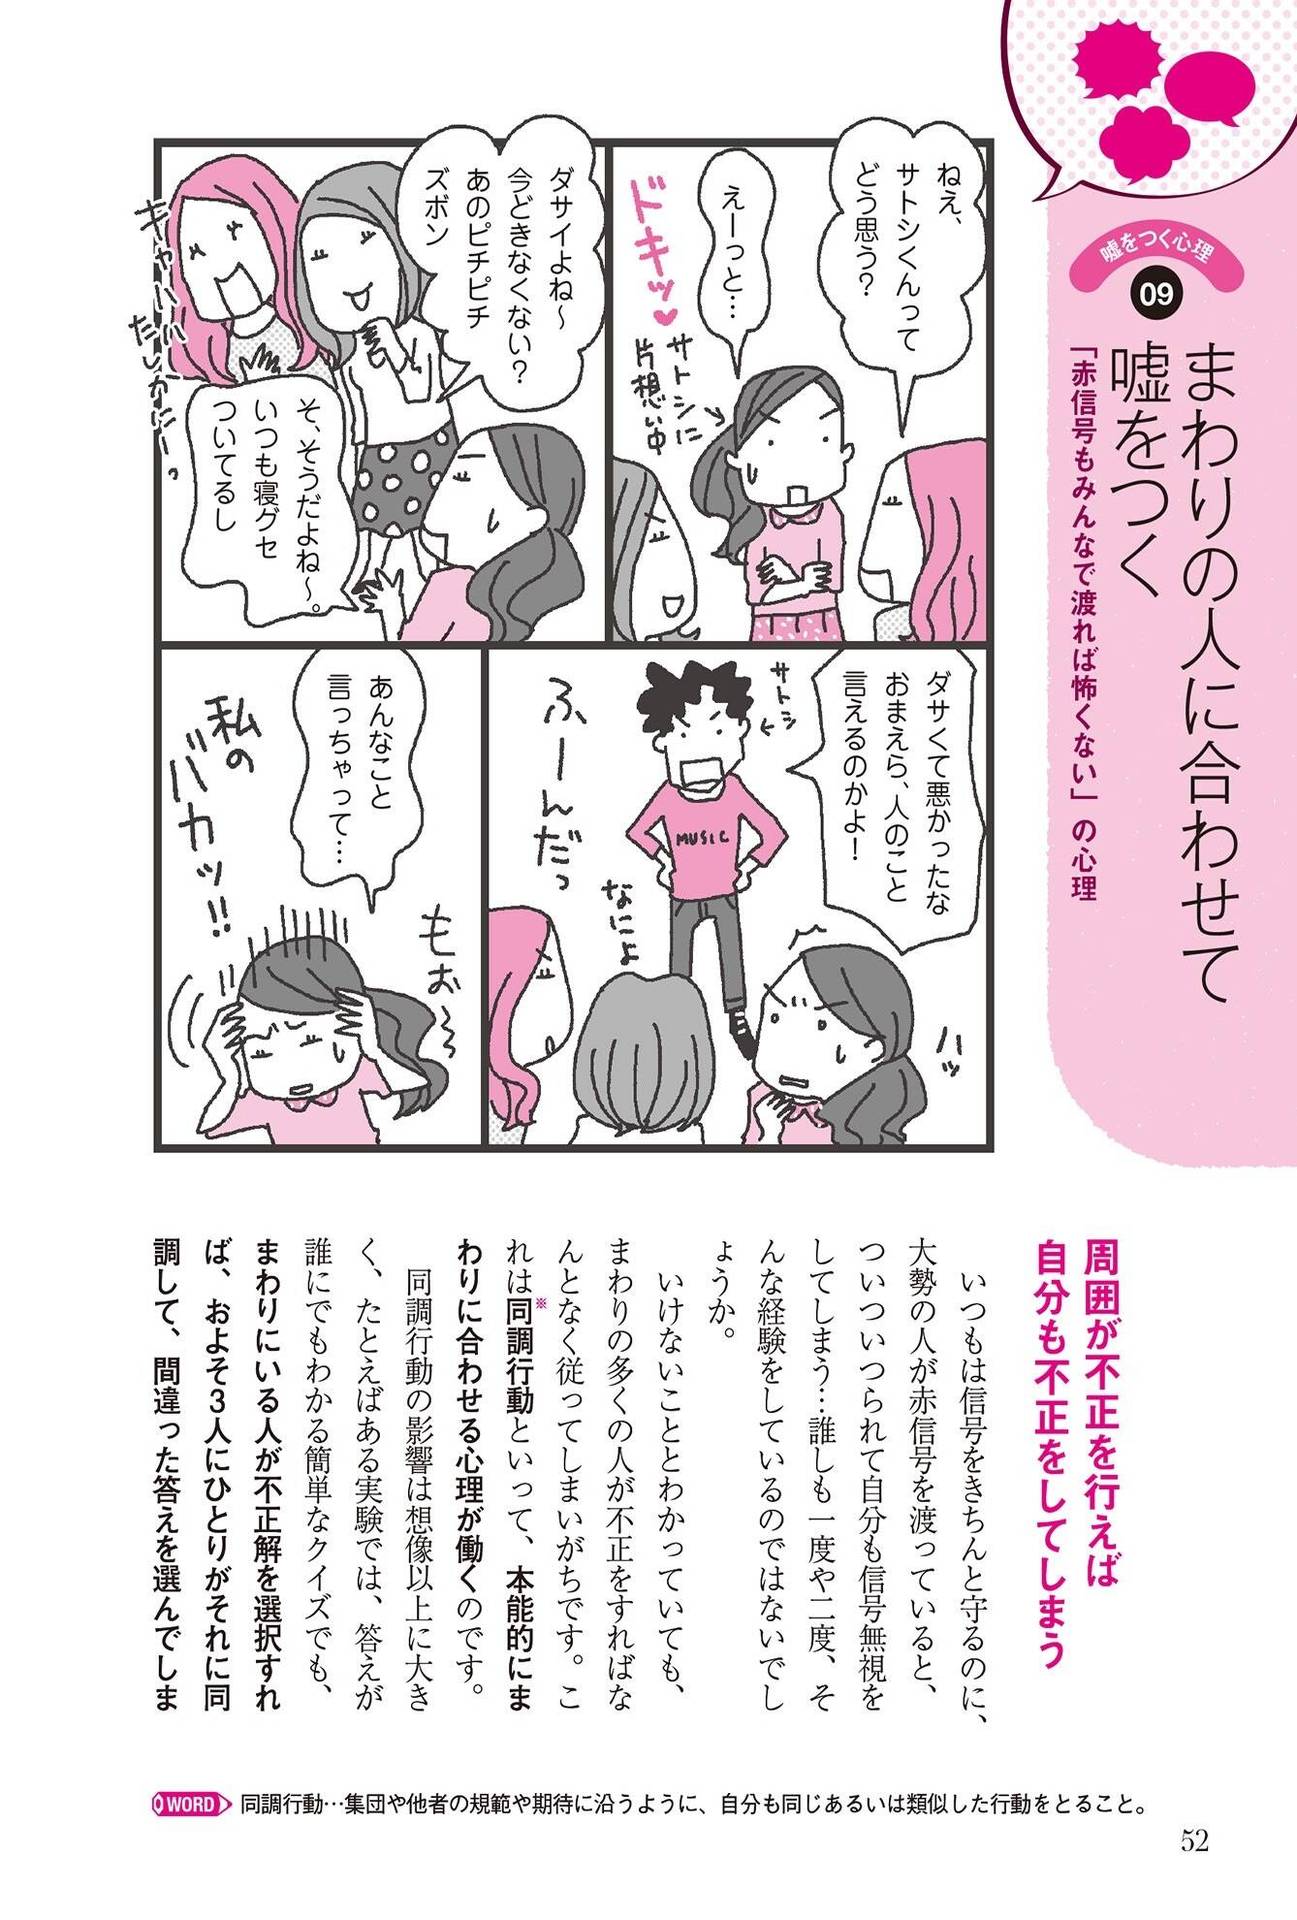 嘘をつく心理
09
まわりの人に合わせて
嘘をつく
「赤信号もみんなで渡れば怖くない」の心理
ねえ、
サトシくんって
どう思う？
えーっと…
ドキッ♥
サトシに
片想い中
ダサイよね〜
今どきなくない？
あのピチピチ
ズボン
キャハハハ
たしかにーっ
そ、そうだよね〜。
いつも寝グセ
ついてるし
ダサくて悪かったな
おまえら、人のこと
言えるのかよ！
サトシ
MUSIC
ふーんだっ
なによ
ハッ
あんなこと
言っちゃって…
私の
バカッ!!
もぉ〜
周囲が不正を行えば
自分も不正をしてしまう
いつもは信号をきちんと守るのに、
大勢の人が赤信号を渡っていると、
ついついつられて自分も信号無視を
してしまう…誰しも一度や二度、そ
んな経験をしているのではないでし
ょうか。
いけないこととわかっていても、
まわりの多くの人が不正をすればな
んとなく従ってしまいがちです。こ
れは同調行動※といって、本能的にま
わりに合わせる心理が働くのです。
同調行動の影響は想像以上に大き
く、たとえばある実験では、答えが
誰にでもわかる簡単なクイズでも、
まわりにいる人が不正解を選択すれ
ば、およそ3人にひとりがそれに同
調して、間違った答えを選んでしま
WORD 同調行動…集団や他者の規範や期待に沿うように、自分も同じあるいは類似した行動をとること。
52